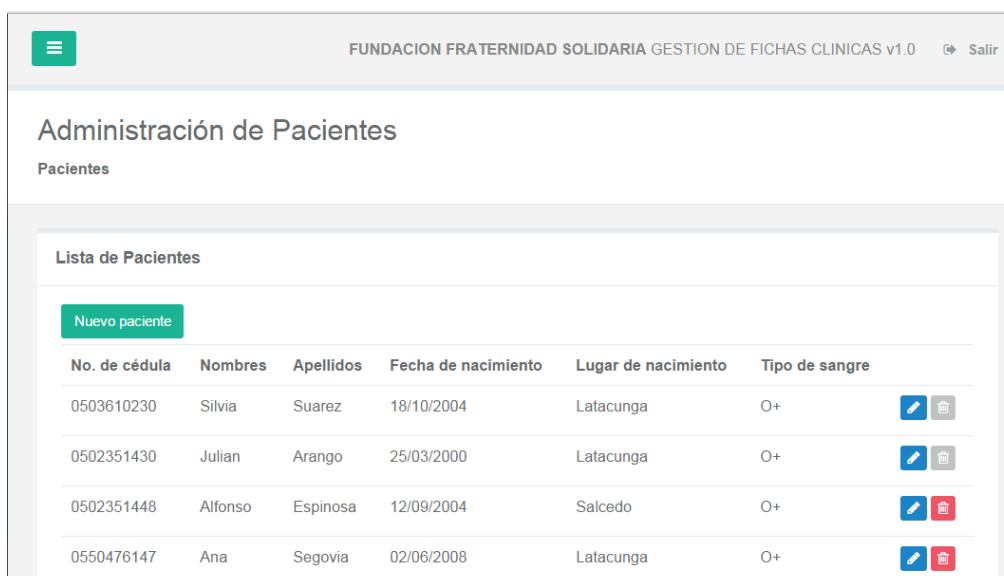 FUNDACION FRATERNIDAD SOLIDARIA GESTION DE FICHAS CLINICAS v1.0 Salir
Administración de Pacientes
Pacientes
Lista de Pacientes
Nuevo paciente
No. de cédula Nombres Apellidos Fecha de nacimiento Lugar de nacimiento Tipo de sangre
0503610230 Silvia Suarez 18/10/2004 Latacunga O+
0502351430 Julian Arango 25/03/2000 Latacunga O+
0502351448 Alfonso Espinosa 12/09/2004 Salcedo O+
0550476147 Ana Segovia 02/06/2008 Latacunga O+